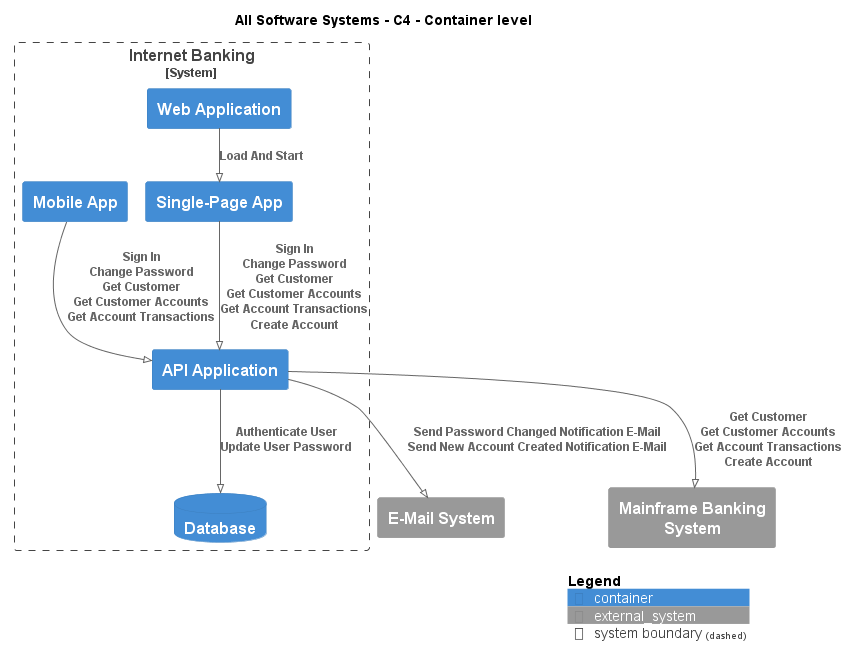 All Software Systems - C4 - Container level
Internet Banking
[System]
Web Application
Load And Start
Mobile App
Single-Page App
Sign In
Change Password
Get Customer
Get Customer Accounts
Get Account Transactions
Sign In
Change Password
Get Customer
Get Customer Accounts
Get Account Transactions
Create Account
API Application
Authenticate User
Update User Password
Send Password Changed Notification E-Mail
Send New Account Created Notification E-Mail
Get Customer
Get Customer Accounts
Get Account Transactions
Create Account
Database
E-Mail System
Mainframe Banking
System
Legend
container
external_system
system boundary (dashed)